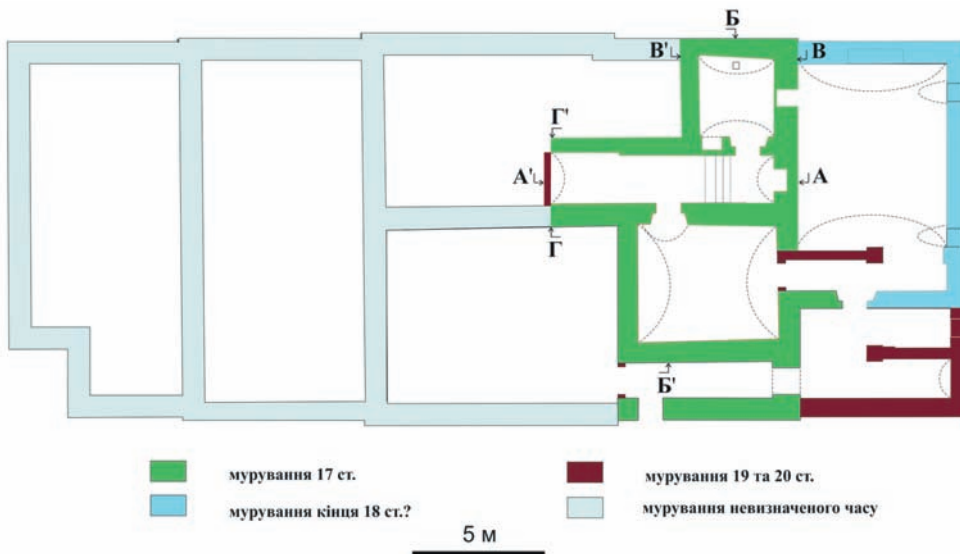 Б
В' В
Г'
А' А
Г
Б'
мурування 17 ст.
мурування 19 та 20 ст.
мурування кінця 18 ст.?
мурування невизначеного часу
5 м